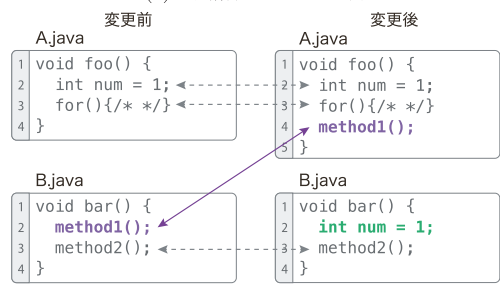 変更前
変更後
A.java
1 void foo() {
2 int num = 1;
3 for(){/* */}
4 }
A.java
1 void foo() {
2 int num = 1;
3 for(){/* */}
4 method1();
5 }
B.java
1 void bar() {
2 method1();
3 method2();
4 }
B.java
1 void bar() {
2 int num = 1;
3 method2();
4 }